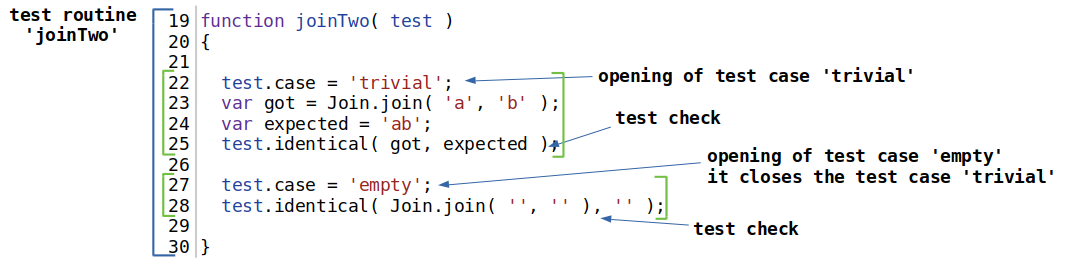 test routine
'joinTwo'
19 function joinTwo( test )
20 {
21
22 test.case = 'trivial';
23 var got = Join.join( 'a', 'b' );
24 var expected = 'ab';
25 test.identical( got, expected );
26
27 test.case = 'empty';
28 test.identical( Join.join( '', '' ), '' );
29
30 }
opening of test case 'trivial'
test check
opening of test case 'empty'
it closes the test case 'trivial'
test check